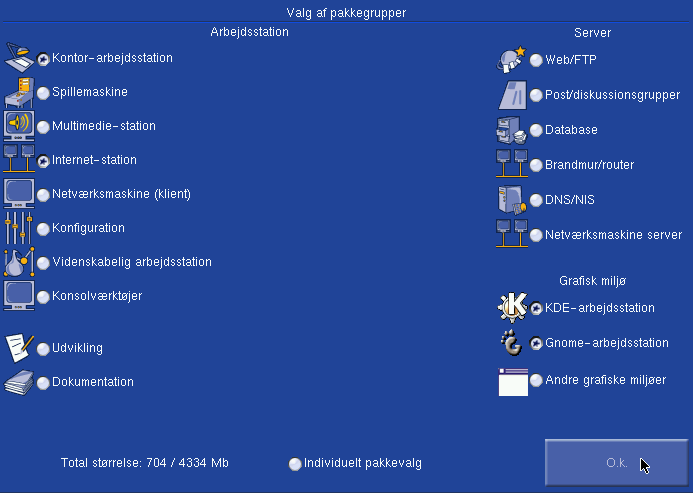 Valg af pakkegrupper
Arbejdsstation
Kontor-arbejdsstation
Spillemaskine
Multimedie-station
Internet-station
Netværksmaskine (klient)
Konfiguration
Videnskabelig arbejdsstation
Konsolværktøjer
Udvikling
Dokumentation
Server
Web/FTP
Post/diskussionsgrupper
Database
Brandmur/router
DNS/NIS
Netværksmaskine server
Grafisk miljø
KDE-arbejdsstation
Gnome-arbejdsstation
Andre grafiske miljøer
Total størrelse: 704 / 4334 Mb
Individuelt pakkevalg
O.k.